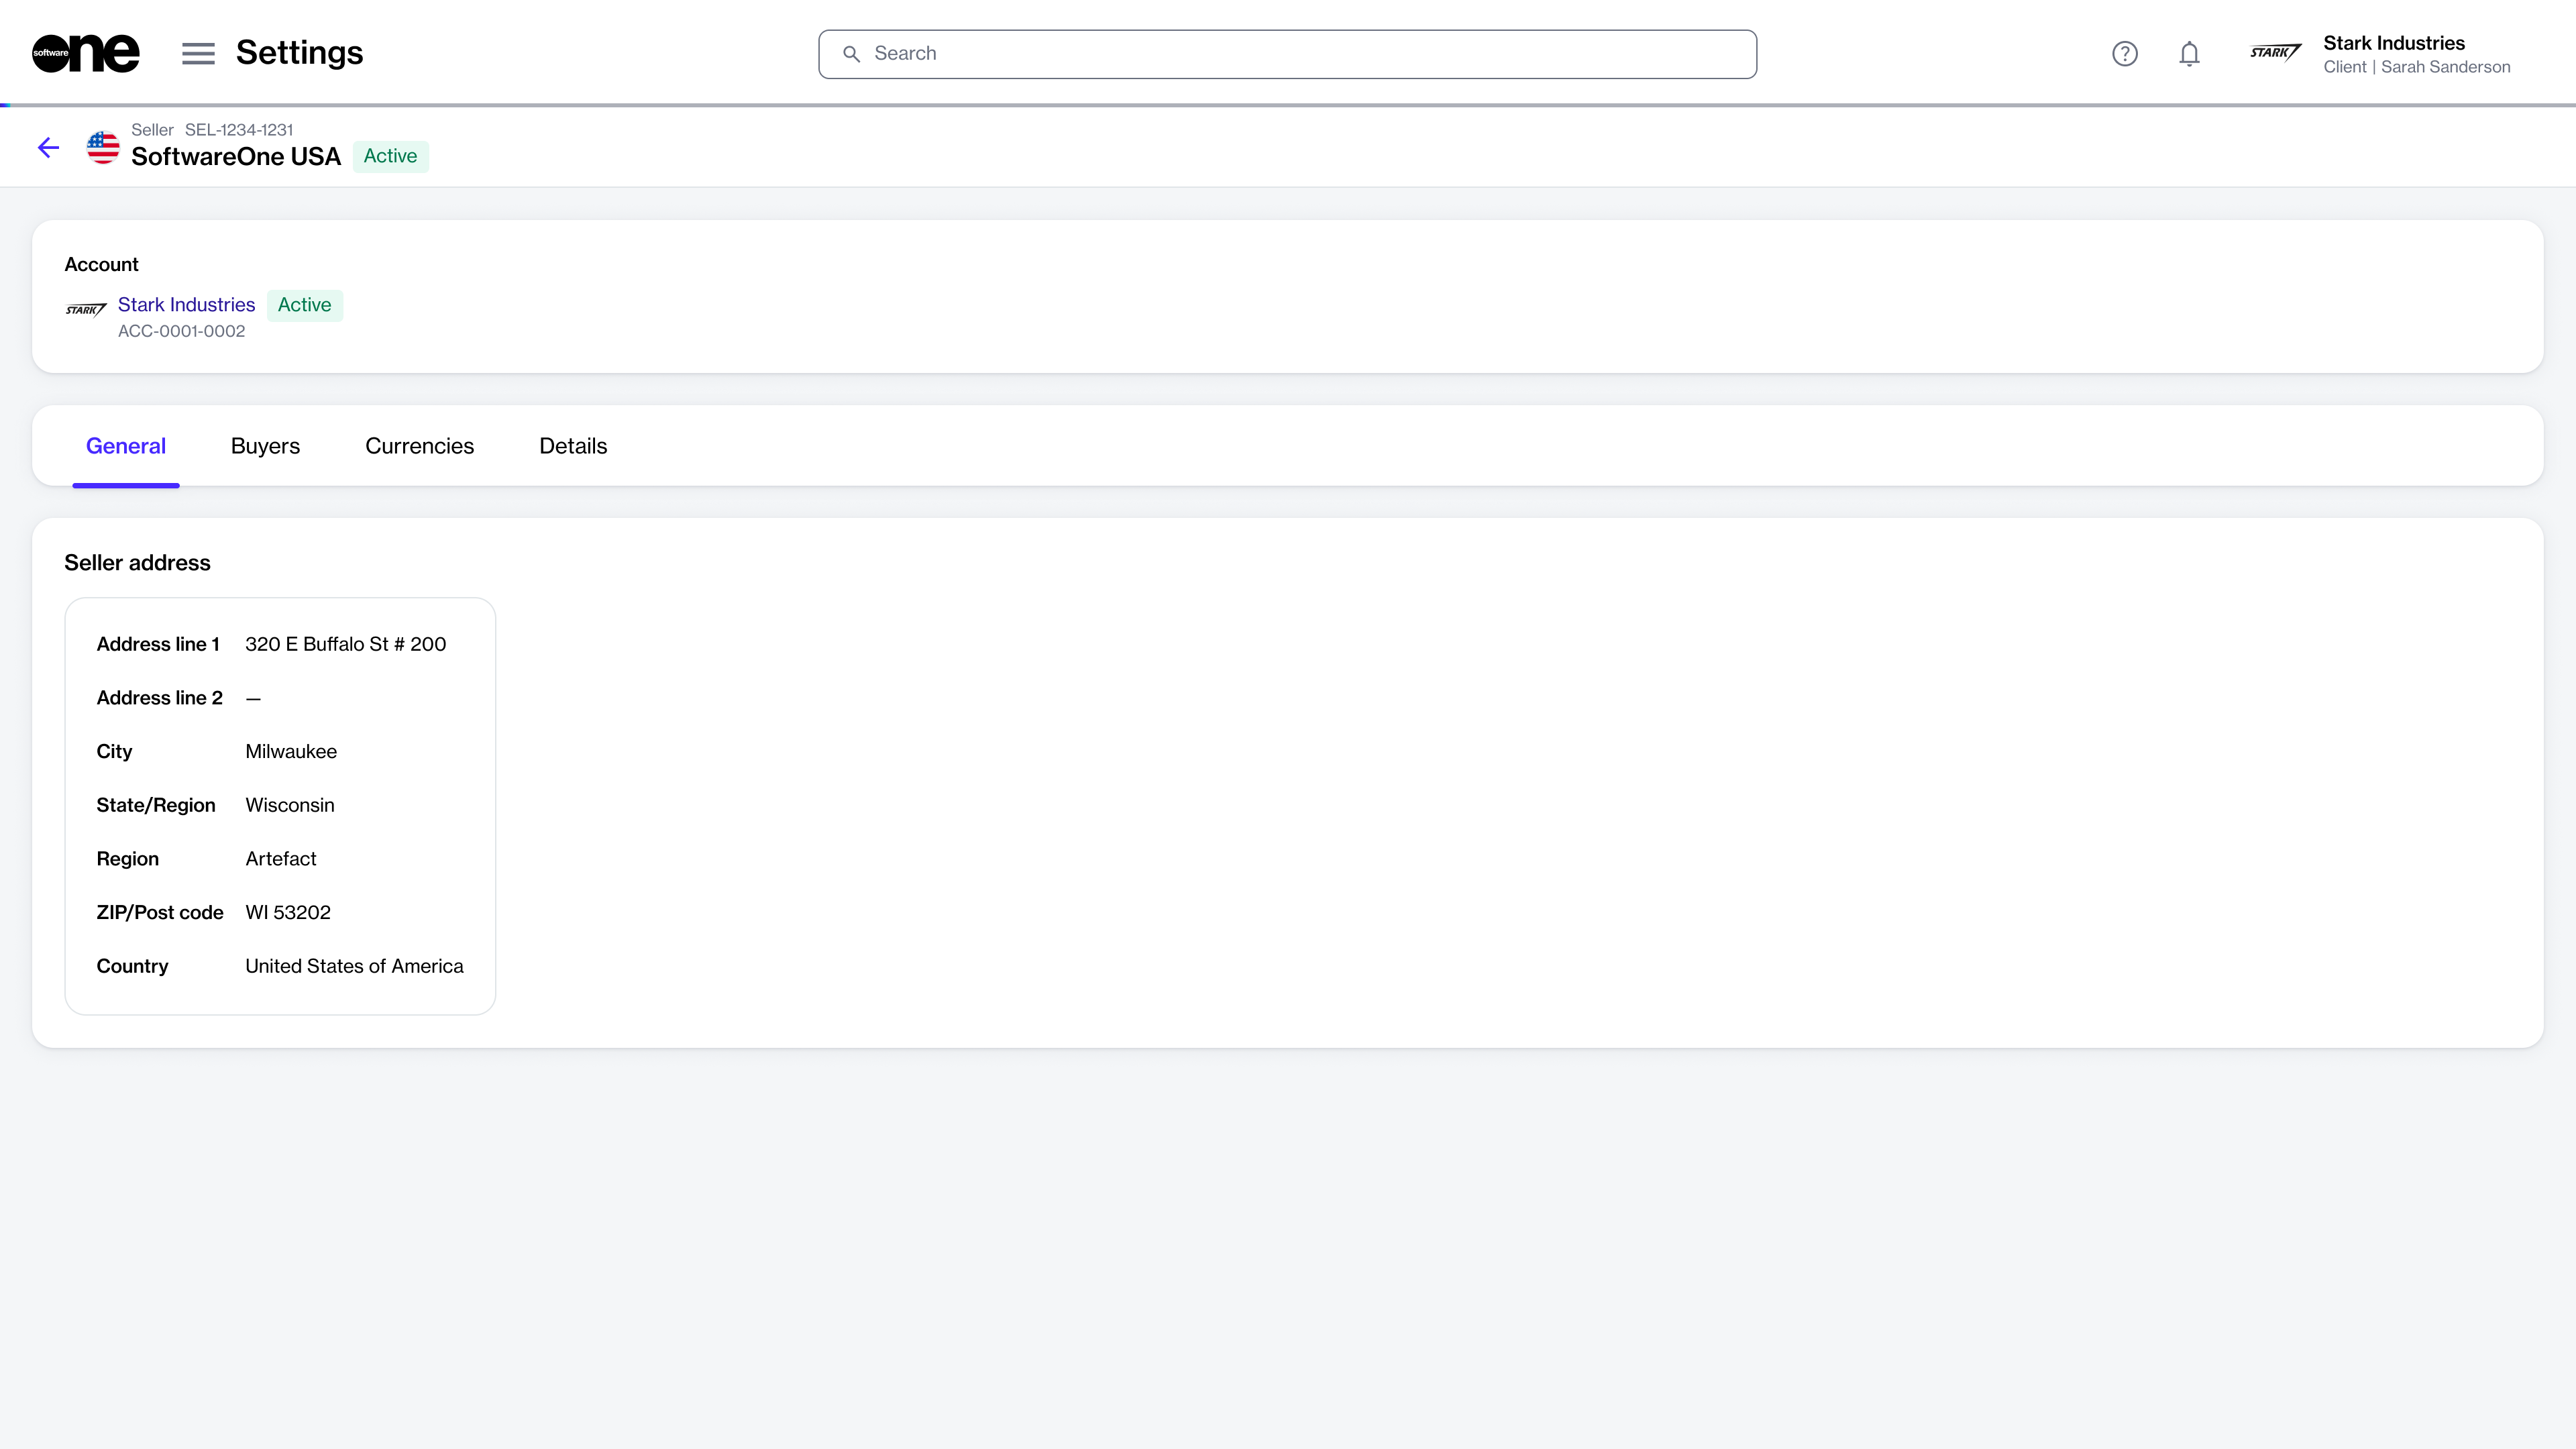 software one
Settings
Search
STARK
Stark Industries
Client | Sarah Sanderson
Seller SEL-1234-1231
SoftwareOne USA Active
Account
STARK
Stark Industries Active
ACC-0001-0002
General Buyers Currencies Details
Seller address
Address line 1 320 E Buffalo St # 200
Address line 2 —
City Milwaukee
State/Region Wisconsin
Region Artefact
ZIP/Post code WI 53202
Country United States of America